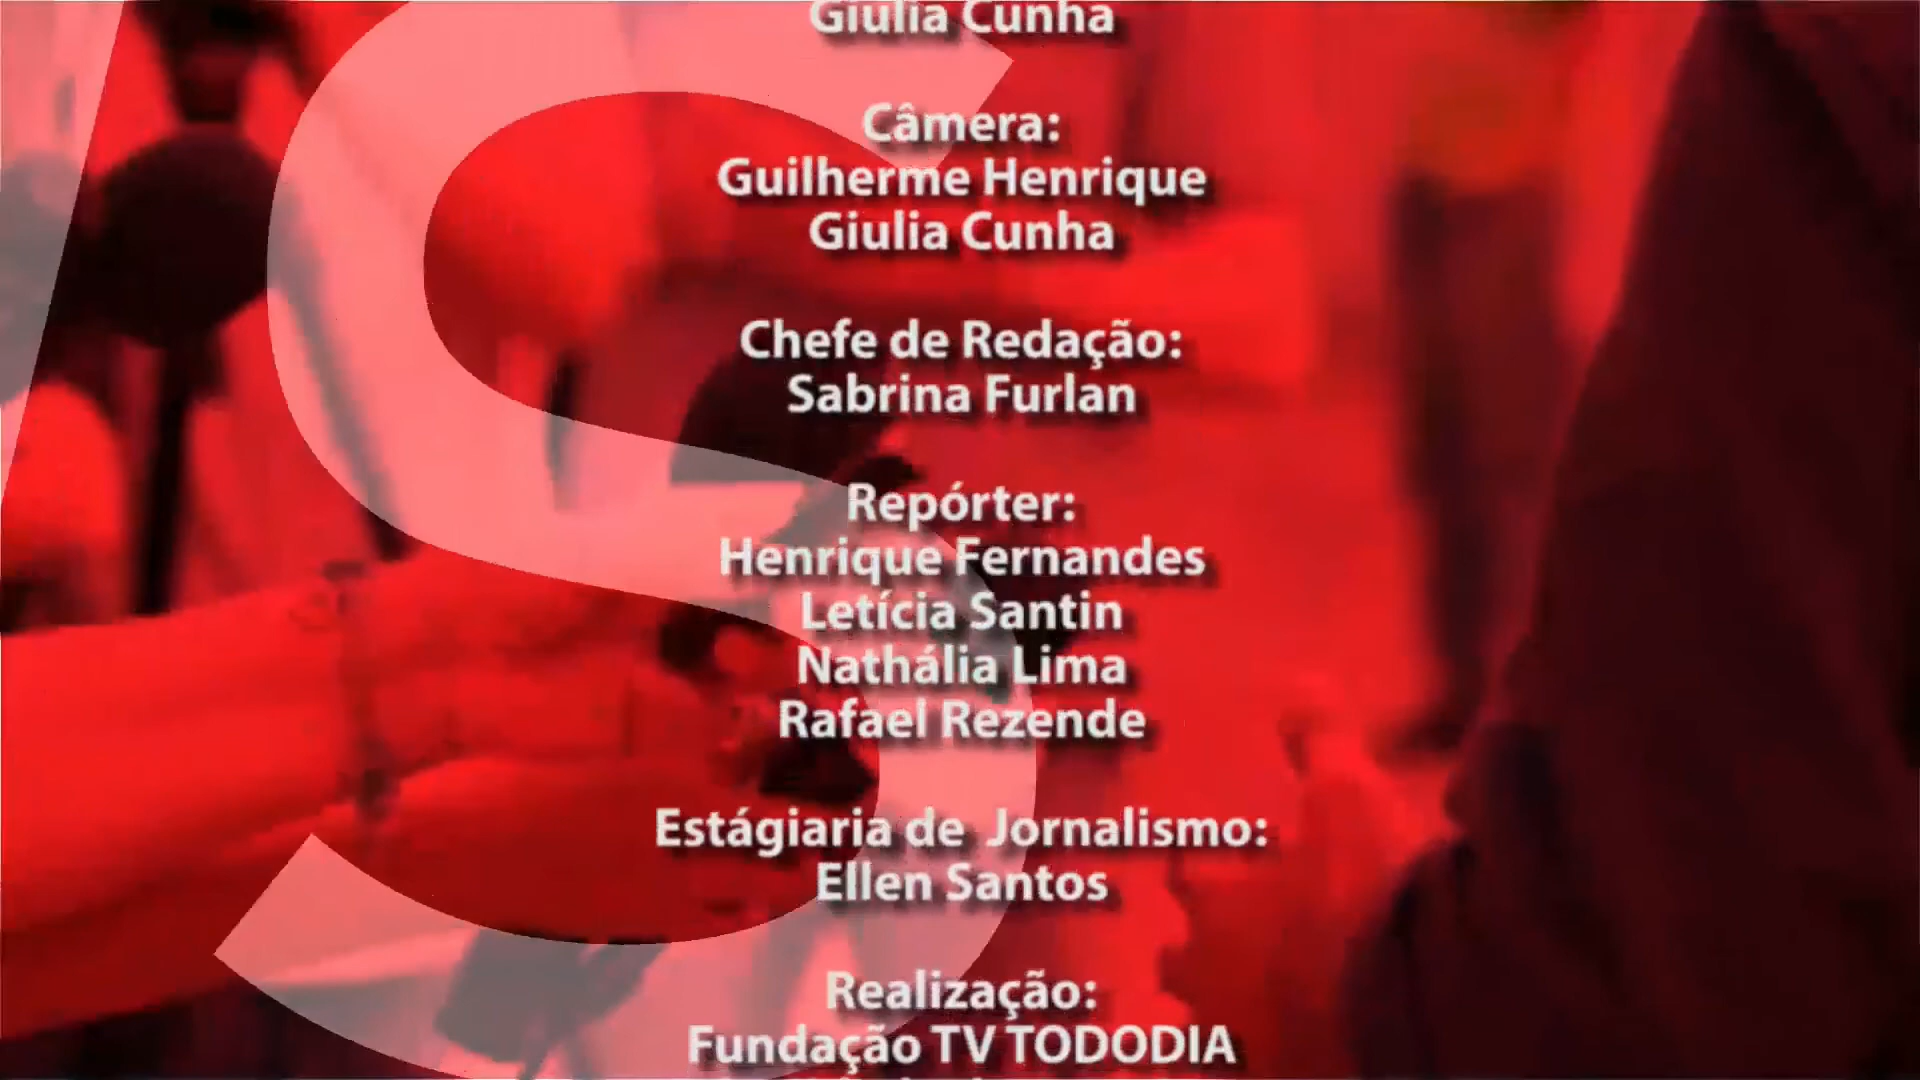 Giulia Cunha
Câmera:
Guilherme Henrique
Giulia Cunha
Chefe de Redação:
Sabrina Furlan
Repórter:
Henrique Fernandes
Letícia Santin
Nathália Lima
Rafael Rezende
Estágiaria de Jornalismo:
Ellen Santos
Realização:
Fundação TV TODODIA